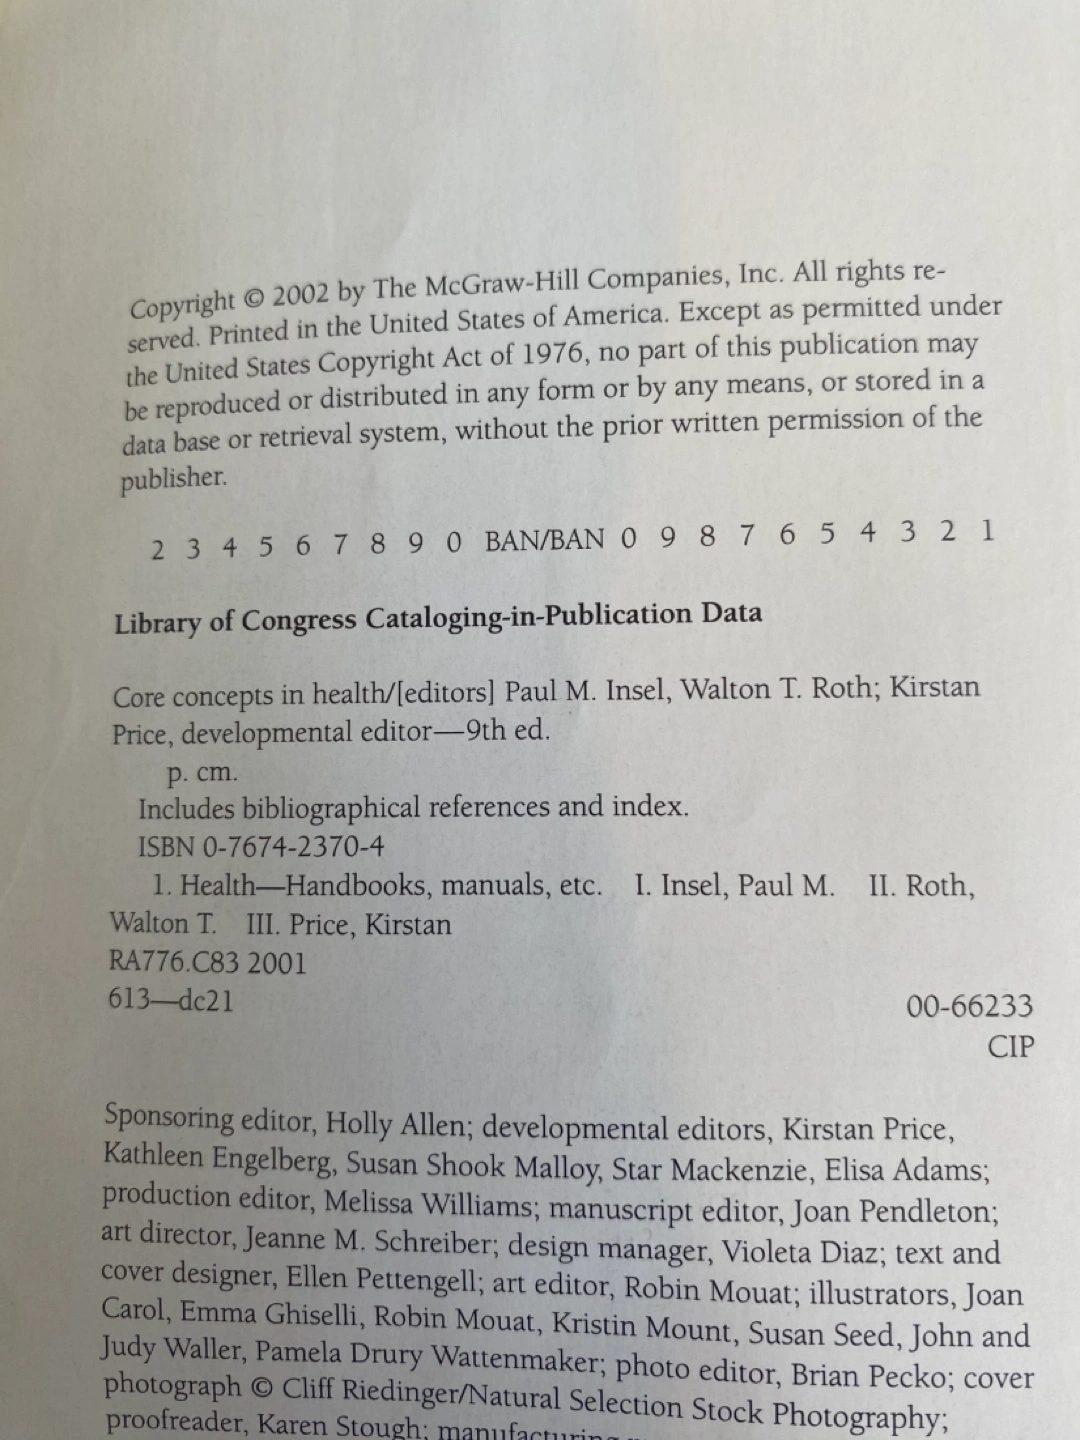 Copyright © 2002 by The McGraw-Hill Companies, Inc. All rights re-
served. Printed in the United States of America. Except as permitted under
the United States Copyright Act of 1976, no part of this publication may
be reproduced or distributed in any form or by any means, or stored in a
data base or retrieval system, without the prior written permission of the
publisher.
2 3 4 5 6 7 8 9 0 BAN/BAN 0 9 8 7 6 5 4 3 2 1
Library of Congress Cataloging-in-Publication Data
Core concepts in health/[editors] Paul M. Insel, Walton T. Roth; Kirstan
Price, developmental editor—9th ed.
p. cm.
Includes bibliographical references and index.
ISBN 0-7674-2370-4
1. Health—Handbooks, manuals, etc. I. Insel, Paul M. II. Roth,
Walton T. III. Price, Kirstan
RA776.C83 2001
613—dc21
00-66233
CIP
Sponsoring editor, Holly Allen; developmental editors, Kirstan Price,
Kathleen Engelberg, Susan Shook Malloy, Star Mackenzie, Elisa Adams;
production editor, Melissa Williams; manuscript editor, Joan Pendleton;
art director, Jeanne M. Schreiber; design manager, Violeta Diaz; text and
cover designer, Ellen Pettengell; art editor, Robin Mouat; illustrators, Joan
Carol, Emma Ghiselli, Robin Mouat, Kristin Mount, Susan Seed, John and
Judy Waller, Pamela Drury Wattenmaker; photo editor, Brian Pecko; cover
photograph © Cliff Riedinger/Natural Selection Stock Photography;
proofreader, Karen Stough; manufacturing